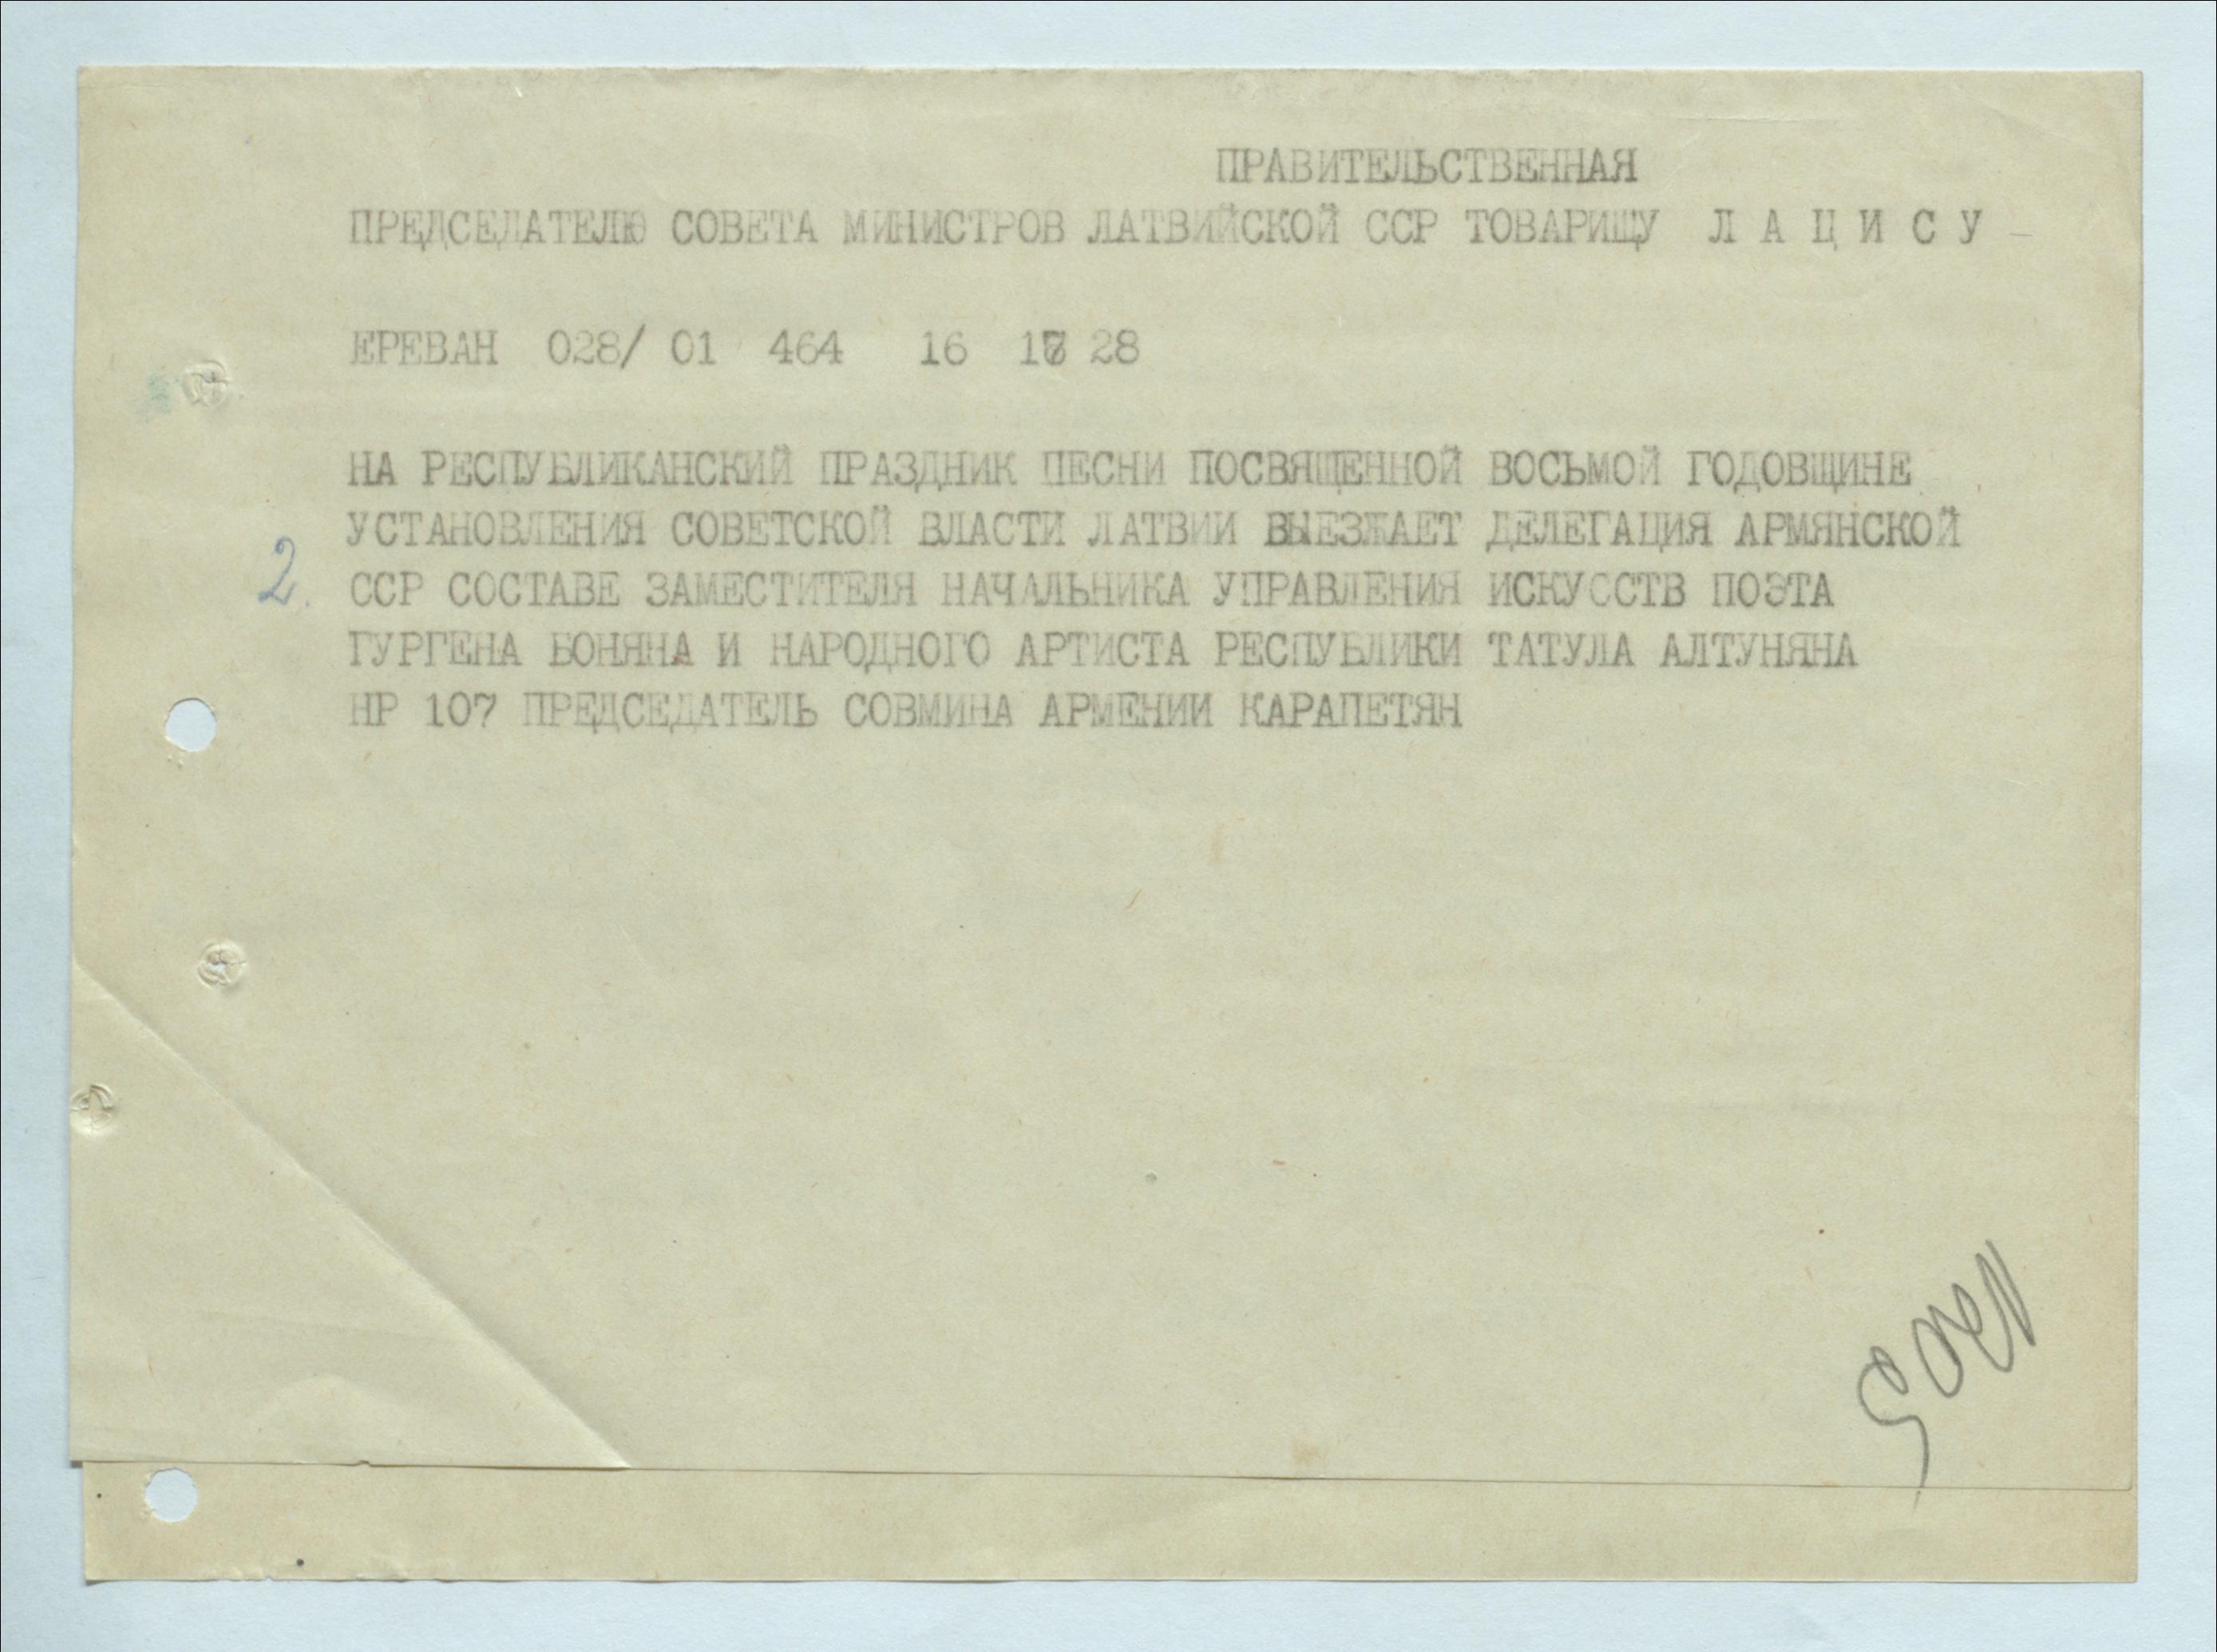 ПРАВИТЕЛЬСТВЕННАЯ
ПРЕДСЕДАТЕЛЮ СОВЕТА МИНИСТРОВ ЛАТВИЙСКОЙ ССР ТОВАРИЩУ Л А Ц И С У -
ЕРЕВАН 028/ 01 464 16 28
НА РЕСПУБЛИКАНСКИЙ ПРАЗДНИК ПЕСНИ ПОСВЯЩЕННОЙ ВОСЬМОЙ ГОДОВЩИНЕ
УСТАНОВЛЕНИЯ СОВЕТСКОЙ ВЛАСТИ ЛАТВИИ ВЫЕЗЖАЕТ ДЕЛЕГАЦИЯ АРМЯНСКОЙ
2. ССР СОСТАВЕ ЗАМЕСТИТЕЛЯ НАЧАЛЬНИКА УПРАВЛЕНИЯ ИСКУССТВ ПОЭТА
ГУРГЕНА БОНЯНА И НАРОДНОГО АРТИСТА РЕСПУБЛИКИ ТАТУЛА АЛТУНЯНА
НР 107 ПРЕДСЕДАТЕЛЬ СОВМИНА АРМЕНИИ КАРАПЕТЯН